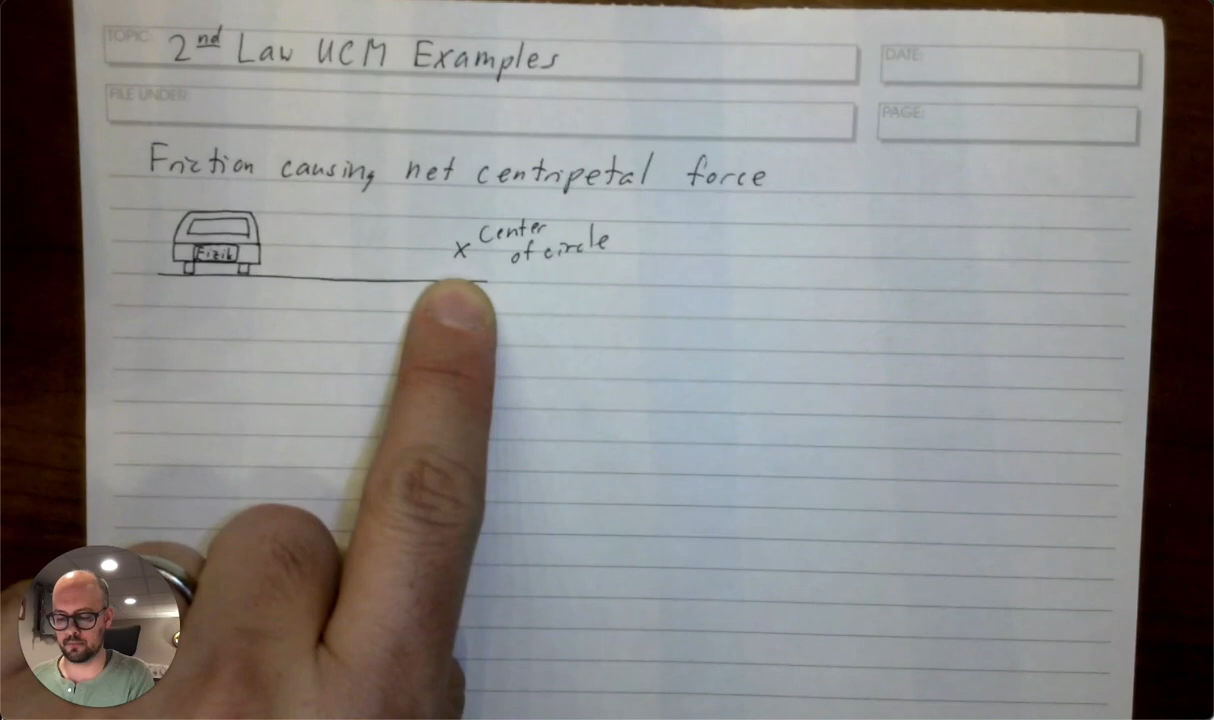 TOPIC: 2nd Law UCM Examples
DATE:
FILE UNDER:
PAGE:
Friction causing net centripetal force
Fizik
x Center
of circle